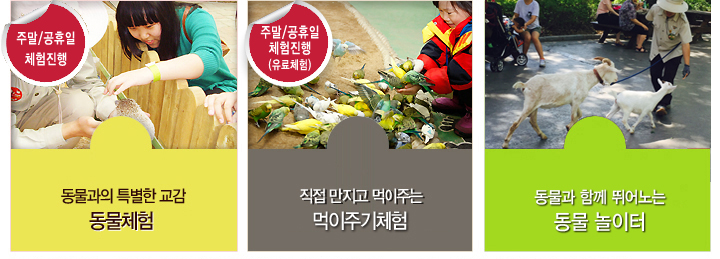 주말/공휴일
체험진행
동물과의 특별한 교감
동물체험
주말/공휴일
체험진행
(유료체험)
직접 만지고 먹이주는
먹이주기체험
동물과 함께 뛰어노는
동물 놀이터